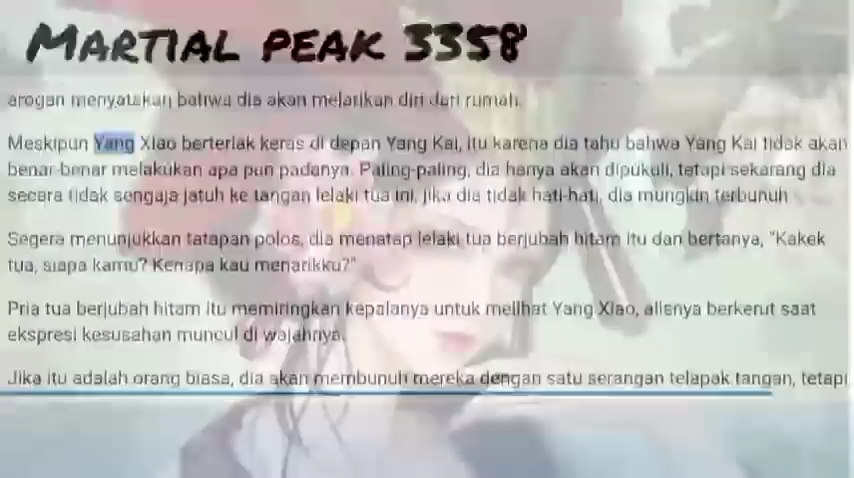 MARTIAL PEAK 3358
arogan menyatakan bahwa dia akan melarikan diri dari rumah.
Meskipun Yang Xiao berteriak keras di depan Yang Kai, itu karena dia tahu bahwa Yang Kai tidak akan
benar-benar melakukan apa pun padanya. Paling-paling, dia hanya akan dipukuli, tetapi sekarang dia
secara tidak sengaja jatuh ke tangan lelaki tua ini, jika dia tidak hati-hati, dia mungkin terbunuh
Segera menunjukkan tatapan polos, dia menatap lelaki tua berjubah hitam itu dan bertanya, “Kakek
tua, siapa kamu? Kenapa kau menarikku?”
Pria tua berjubah hitam itu memiringkan kepalanya untuk melihat Yang Xiao, alisnya berkerut saat
ekspresi kesusahan muncul di wajahnya.
Jika itu adalah orang biasa, dia akan membunuh mereka dengan satu serangan telapak tangan, tetapi